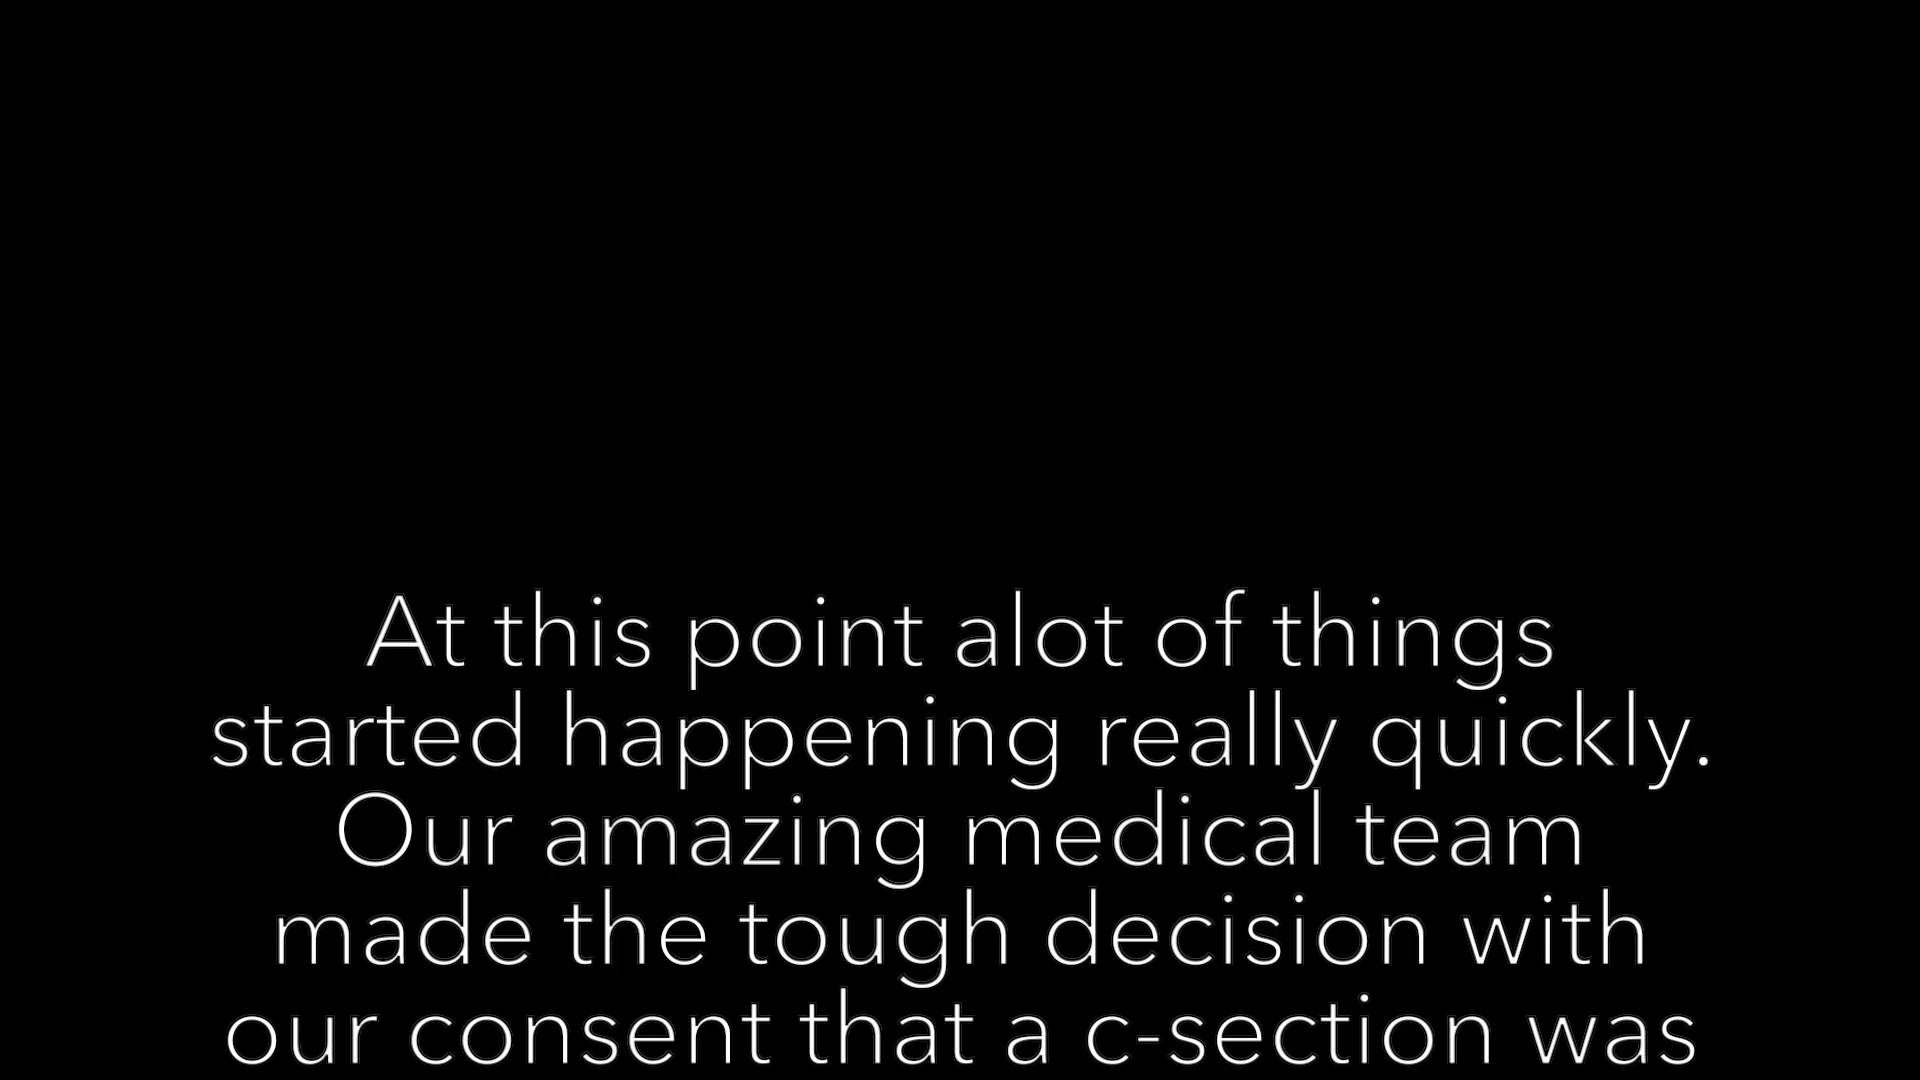 At this point alot of things
started happening really quickly.
Our amazing medical team
made the tough decision with
our consent that a c-section was